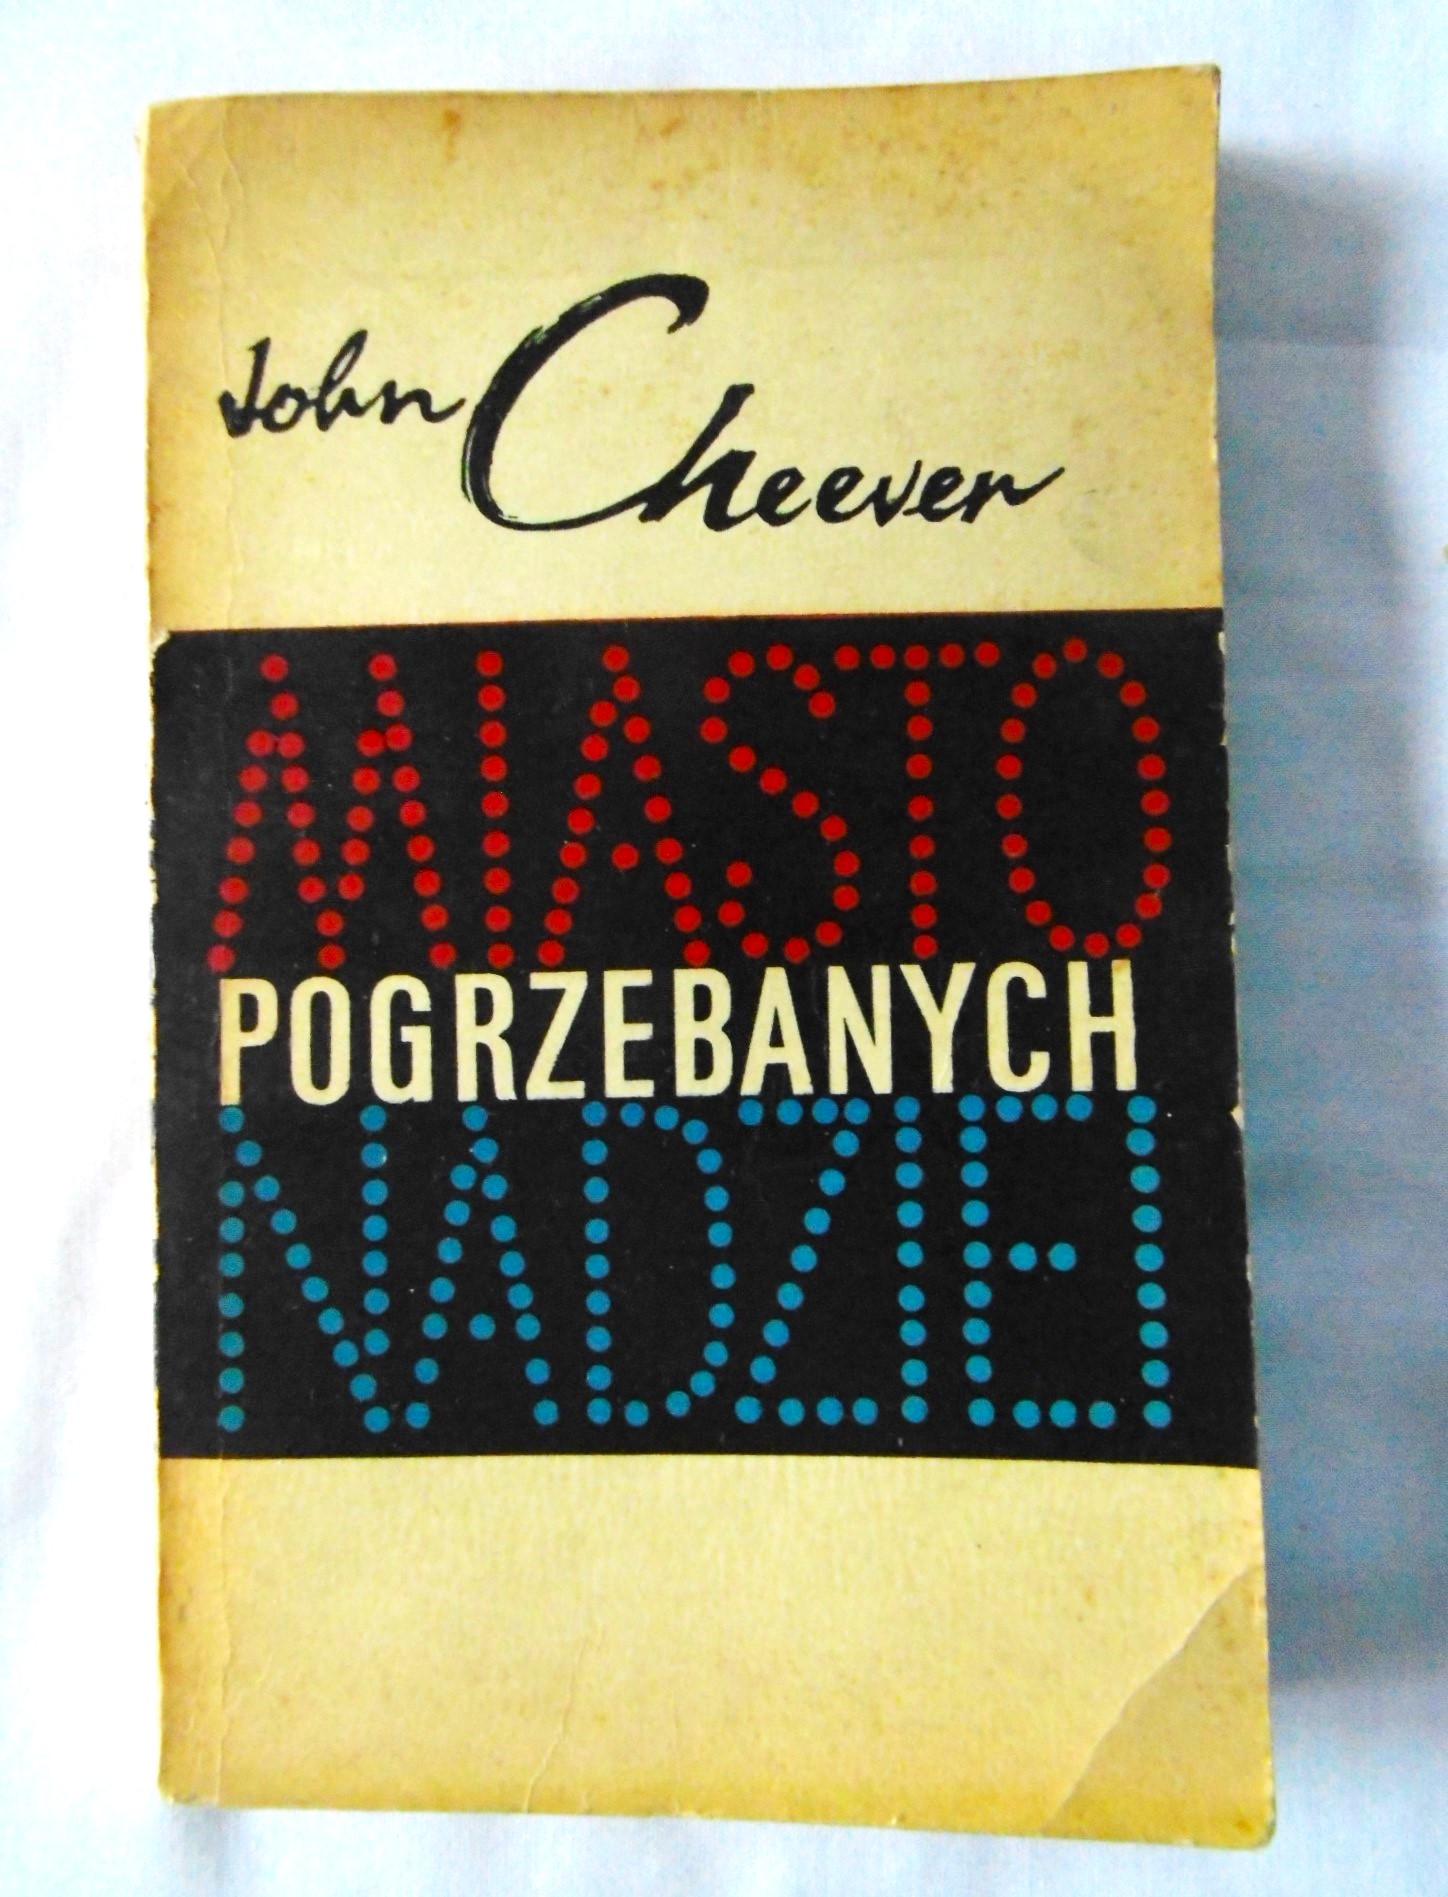 John Cheever
MIASTO
POGRZEBANYCH
NADZIEI